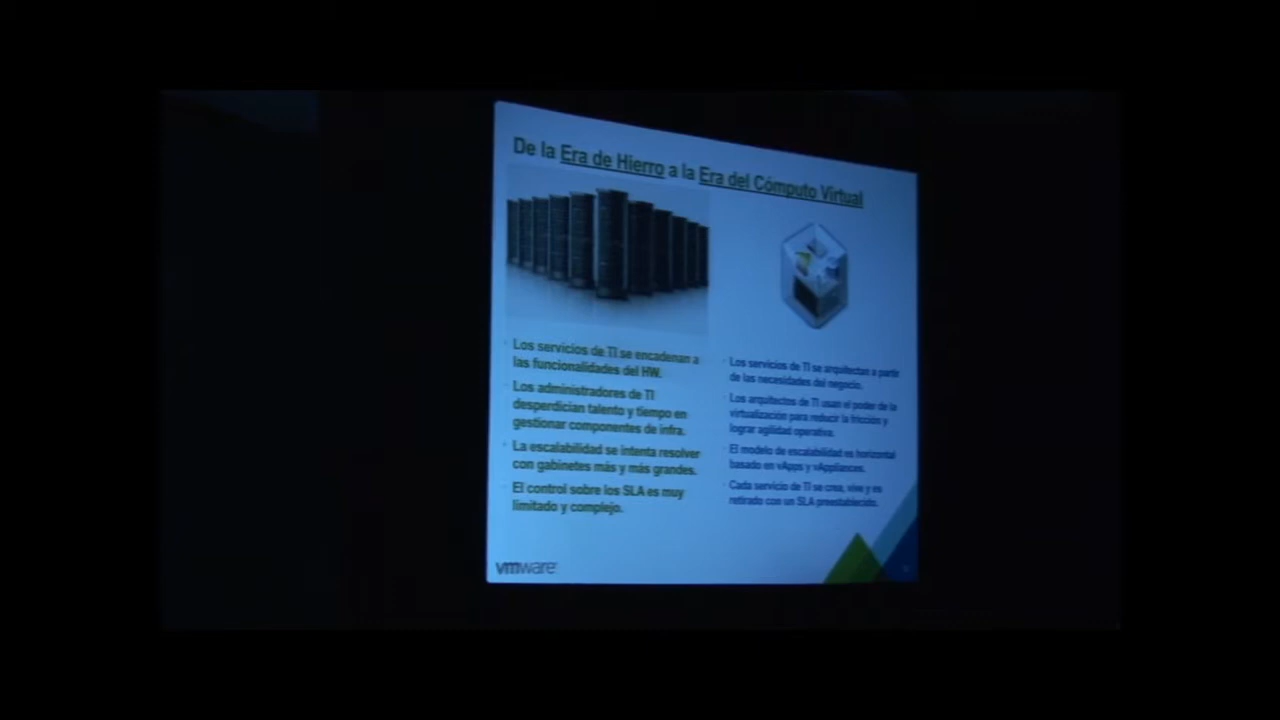 De la Era de Hierro a la Era del Cómputo Virtual
Los servicios de TI se encadenan a
las funcionalidades del HW.
Los administradores de TI
desperdician talento y tiempo en
gestionar componentes de infra.
La escalabilidad se intenta resolver
con gabinetes más y más grandes.
El control sobre los SLA es muy
limitado y complejo.
Los servicios de TI se arquitectan a partir
de las necesidades del negocio.
Los arquitectos de TI usan el poder de la
virtualización para reducir la fricción y
lograr agilidad operativa.
El modelo de escalabilidad es horizontal
basado en vApps y vAppliances.
Cada servicio de TI se crea, vive y es
retirado con un SLA preestablecido.
vmware